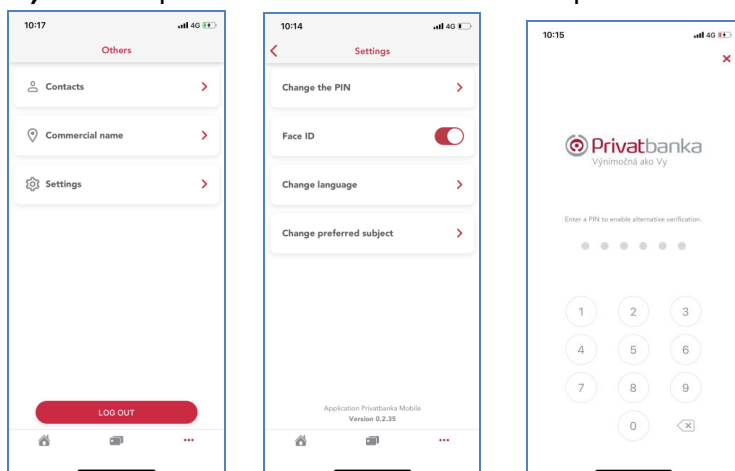 10:17
4G
Others
Contacts
Commercial name
Settings
LOG OUT
10:14
4G
Settings
Change the PIN
Face ID
Change language
Change preferred subject
Application Privatbanka Mobile
Version 0.2.35
10:15
4G
Privatbanka
Výnimočná ako Vy
Enter a PIN to enable alternative verification.
1 2 3
4 5 6
7 8 9
0